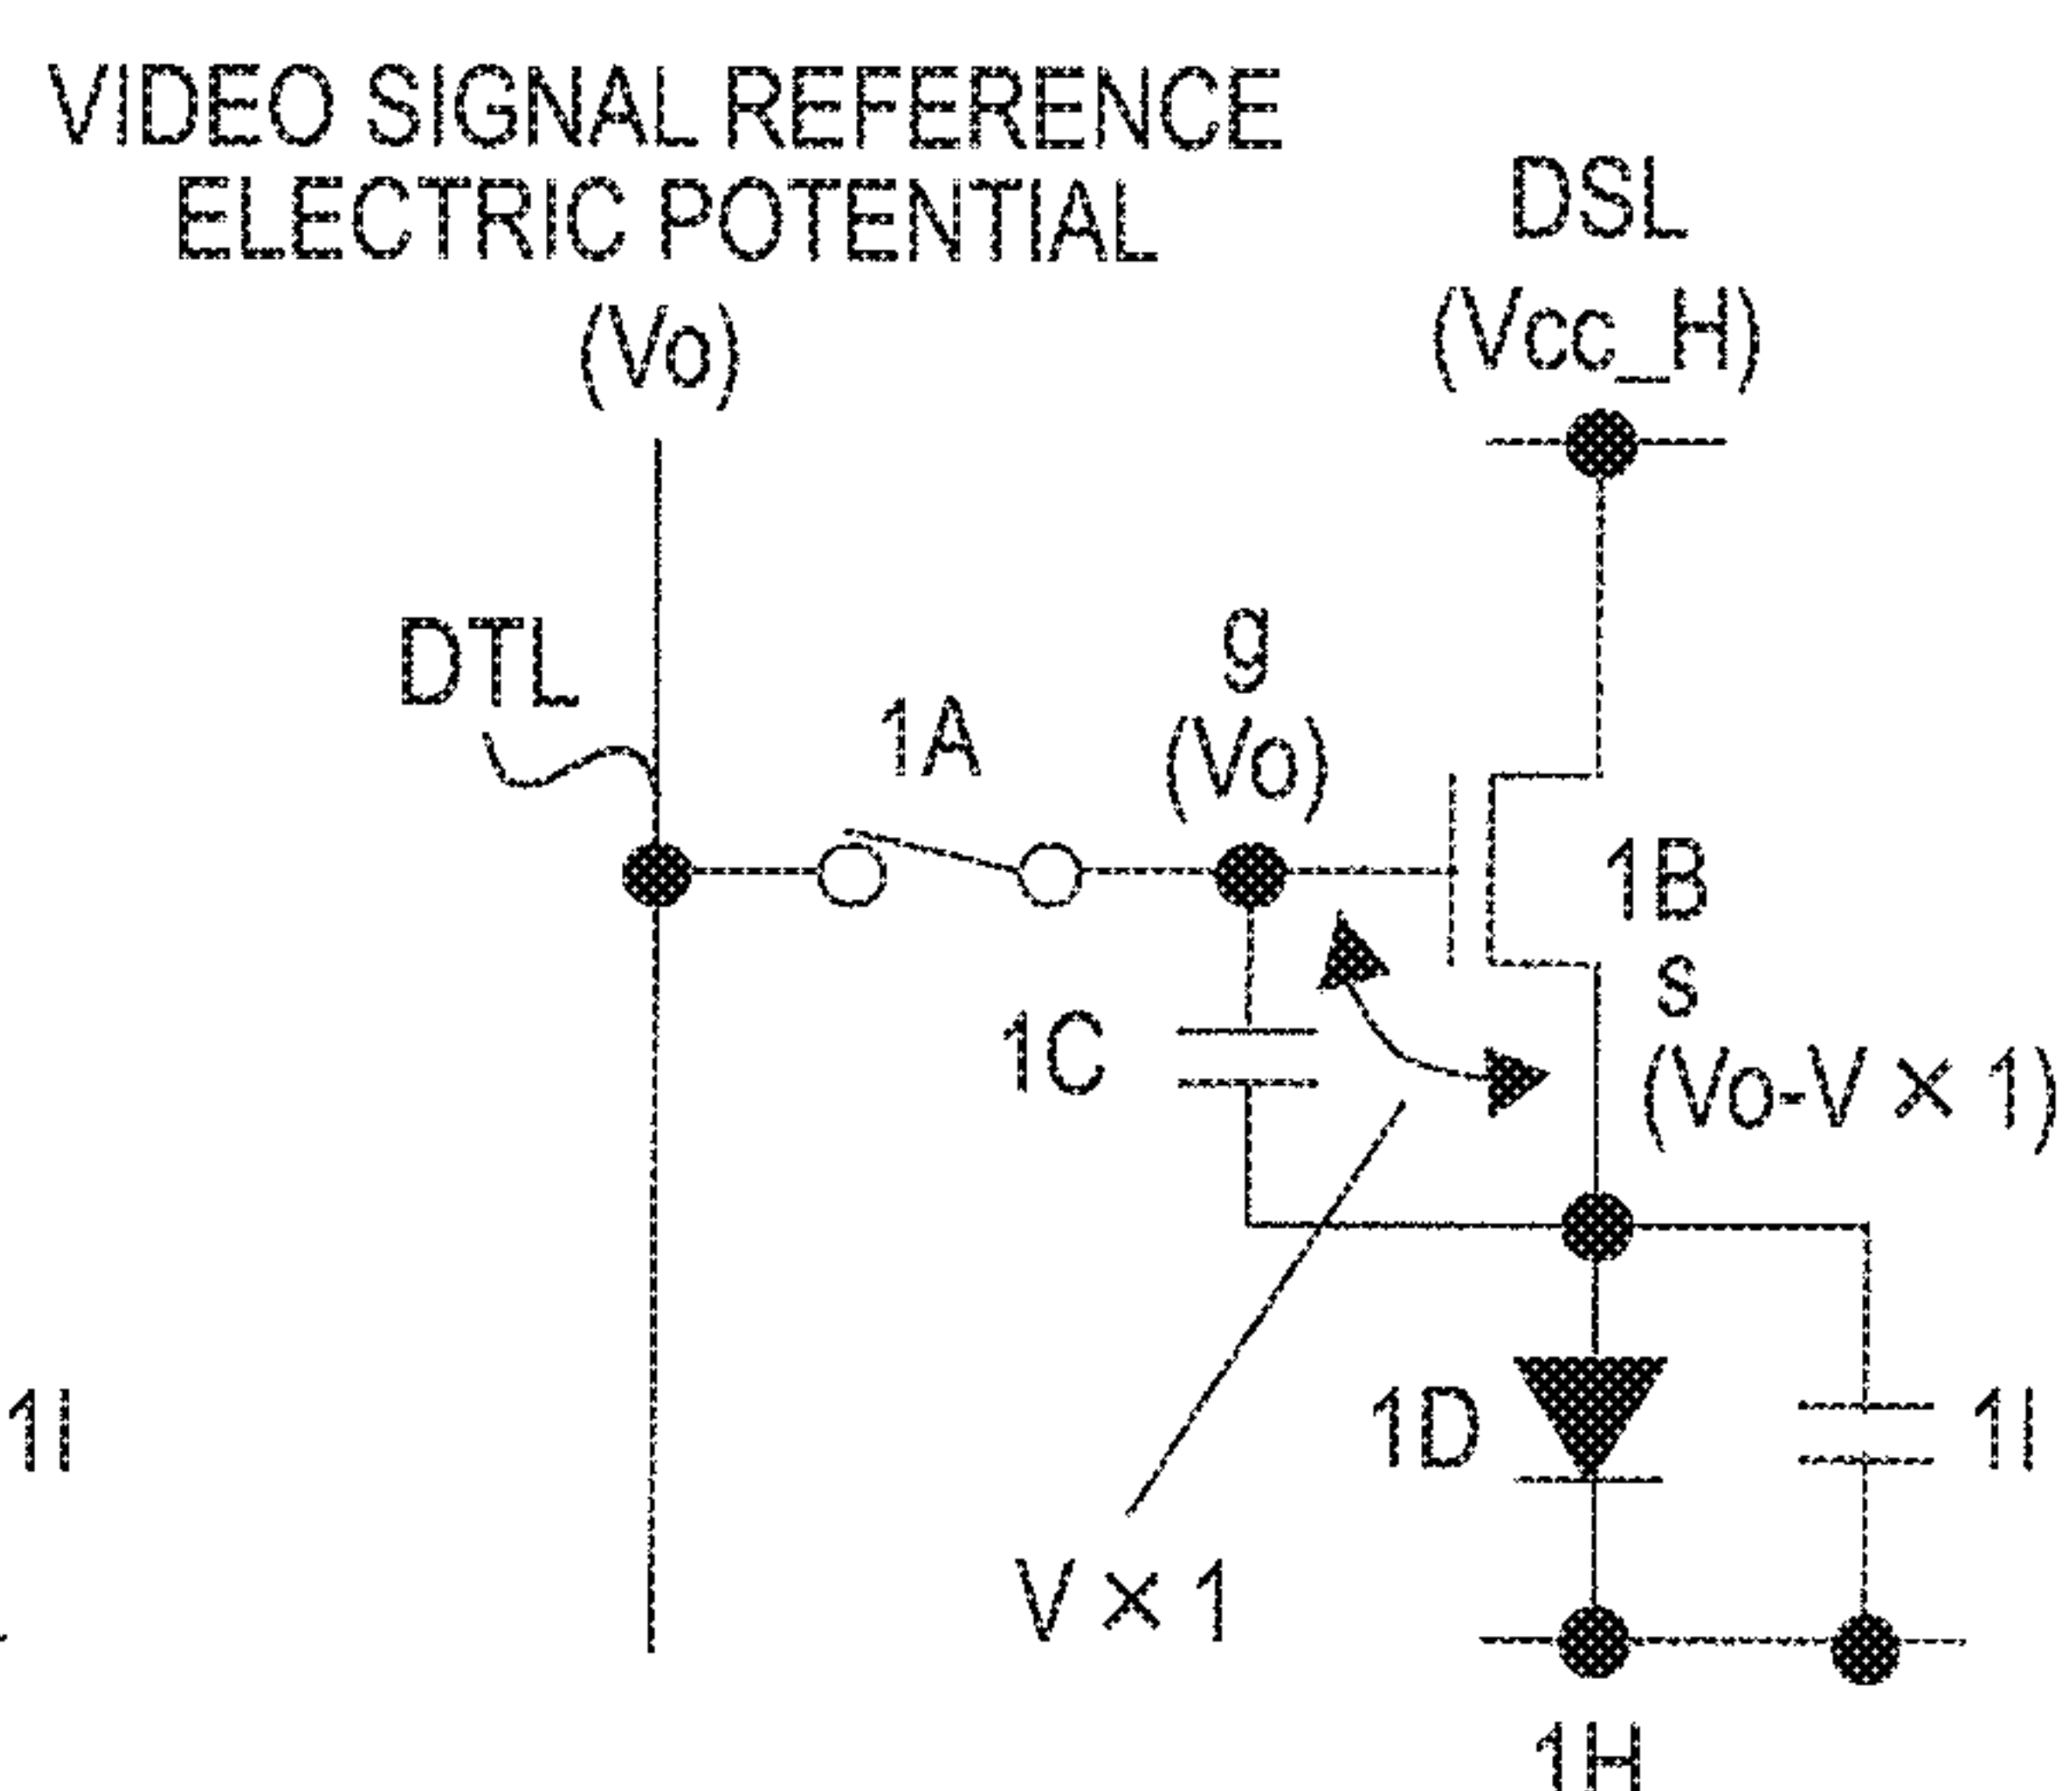 VIDEO SIGNAL REFERENCE
ELECTRIC POTENTIAL
(Vo)
DSL
(Vcc_H)
DTL
1A
g
(Vo)
1B
s
(Vo-V × 1)
1C
1D
1I
1I
V × 1
1H